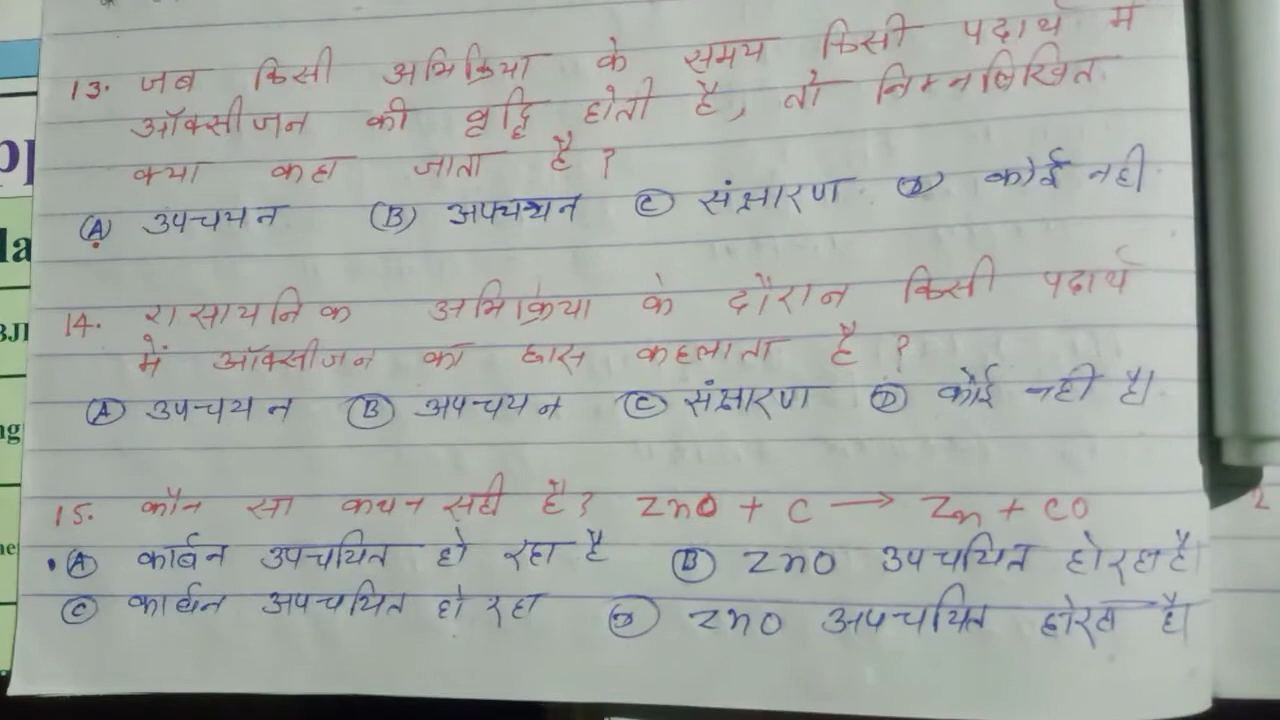 13. जब किसी अभिक्रिया के समय किसी पदार्थ में
ऑक्सीजन की वृद्धि होती है, तो निम्नलिखित
क्या कहा जाता है ?
(A) उपचयन (B) अपचयन (C) संक्षारण (D) कोई नही
14. रासायनिक अभिक्रिया के दौरान किसी पदार्थ
में ऑक्सीजन का ह्रास कहलाता है ?
(A) उपचयन (B) अपचयन (C) संक्षारण (D) कोई नही है।
15. कौन सा कथन सही है? ZnO + C → Zn + CO
(A) कार्बन उपचयित हो रहा है (B) ZnO उपचयित हो रहा है।
(C) कार्बन अपचयित हो रहा (D) ZnO अपचयित हो रहा है।